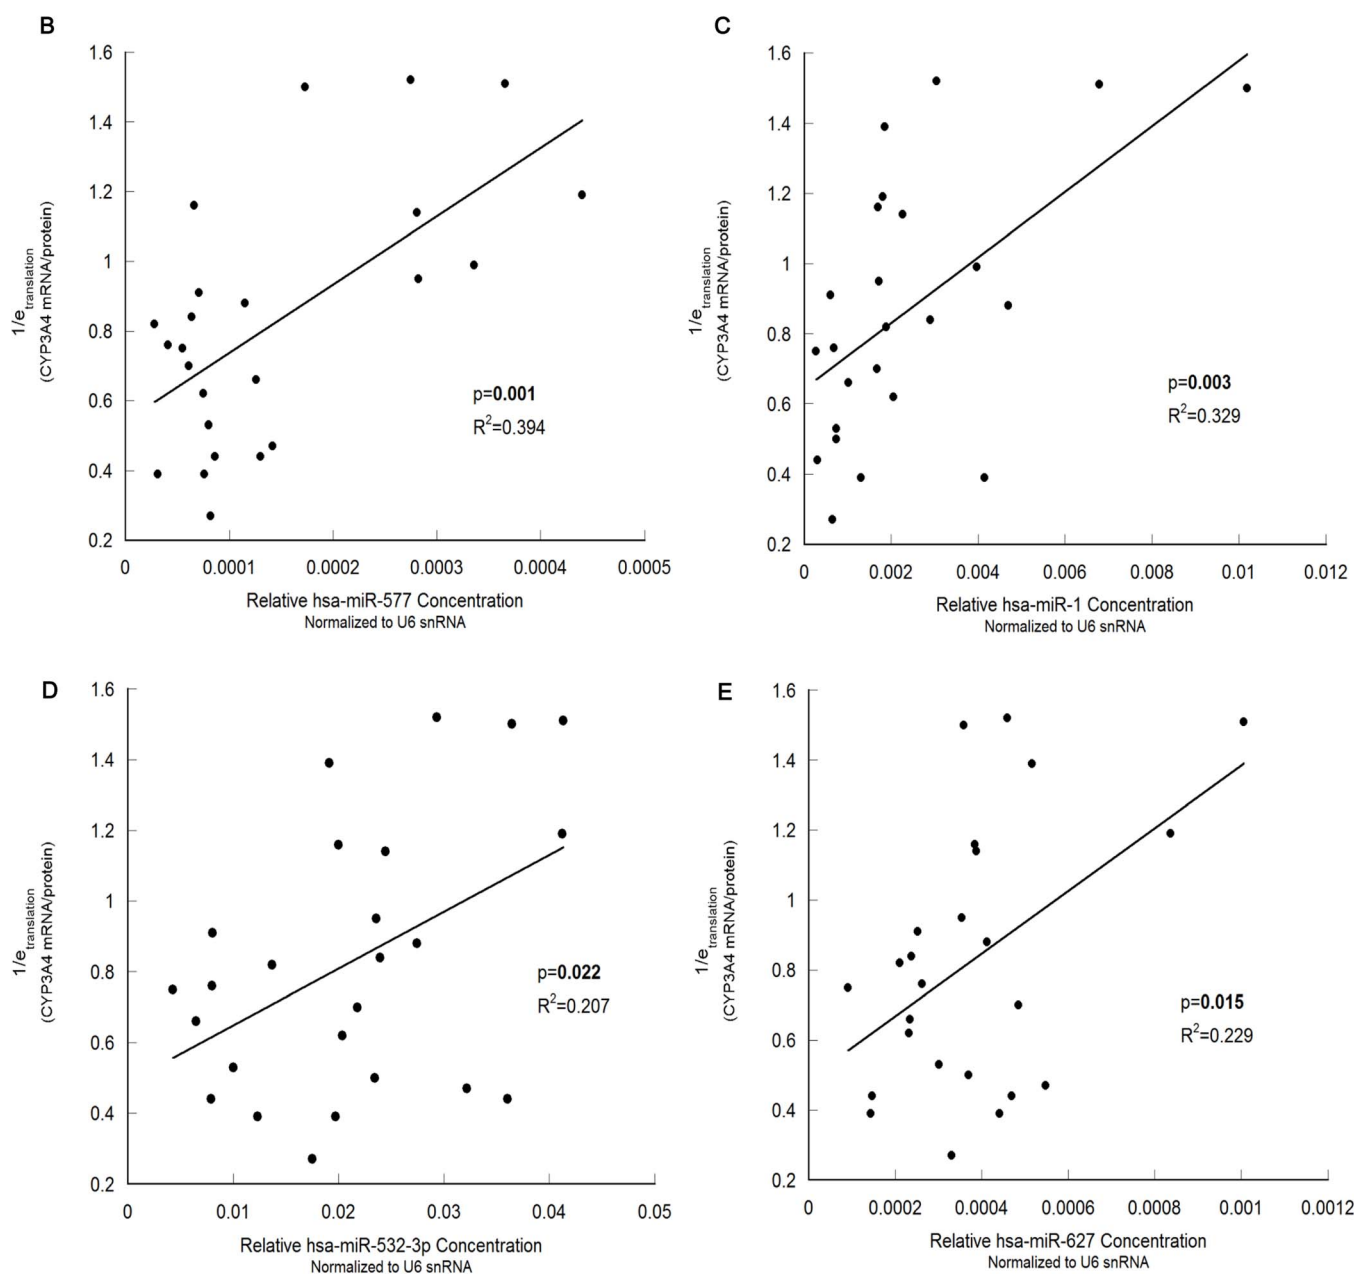 B
1.6
1.4
1.2
1
0.8
0.6
0.4
0.2
1/e translation
(CYP3A4 mRNA/protein)
p=0.001
R²=0.394
0 0.0001 0.0002 0.0003 0.0004 0.0005
Relative hsa-miR-577 Concentration
Normalized to U6 snRNA
C
1.6
1.4
1.2
1
0.8
0.6
0.4
0.2
1/e translation
(CYP3A4 mRNA/protein)
p=0.003
R²=0.329
0 0.002 0.004 0.006 0.008 0.01 0.012
Relative hsa-miR-1 Concentration
Normalized to U6 snRNA
D
1.6
1.4
1.2
1
0.8
0.6
0.4
0.2
1/e translation
(CYP3A4 mRNA/protein)
p=0.022
R²=0.207
0 0.01 0.02 0.03 0.04 0.05
Relative hsa-miR-532-3p Concentration
Normalized to U6 snRNA
E
1.6
1.4
1.2
1
0.8
0.6
0.4
0.2
1/e translation
(CYP3A4 mRNA/protein)
p=0.015
R²=0.229
0 0.0002 0.0004 0.0006 0.0008 0.001 0.0012
Relative hsa-miR-627 Concentration
Normalized to U6 snRNA